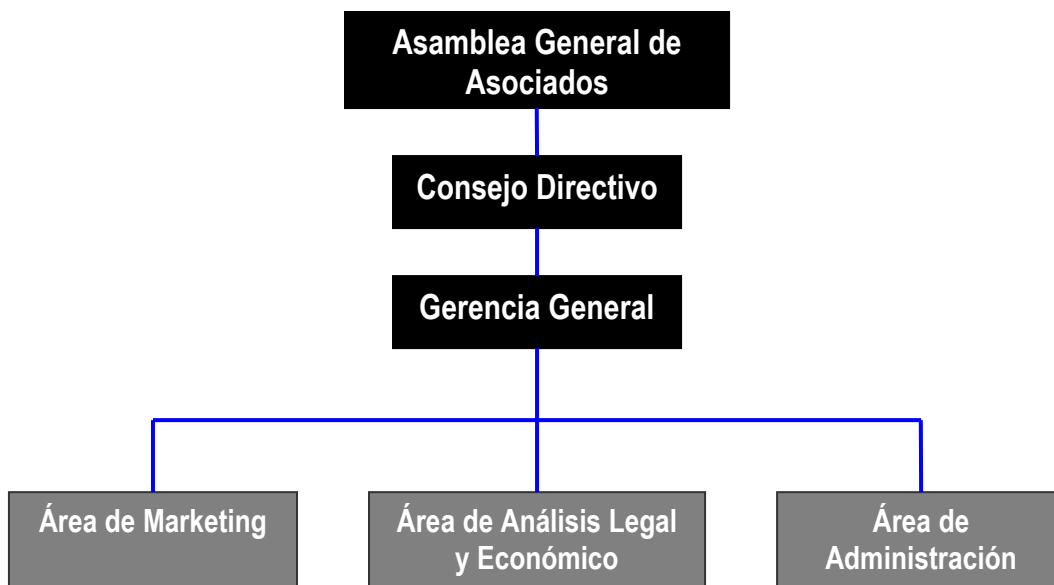 Asamblea General de
Asociados
Consejo Directivo
Gerencia General
Área de Marketing
Área de Análisis Legal
y Económico
Área de
Administración